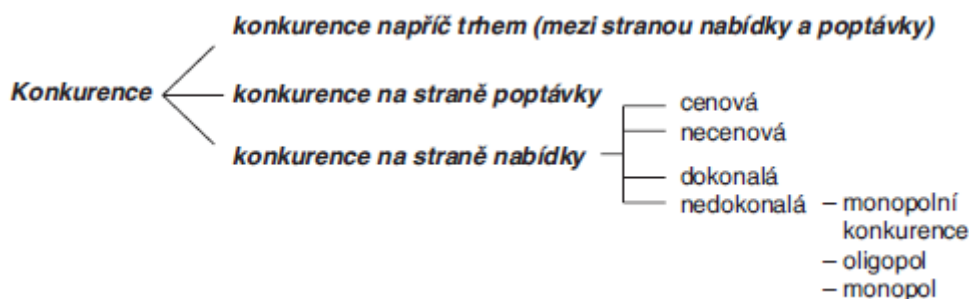 konkurence napříč trhem (mezi stranou nabídky a poptávky)
Konkurence
konkurence na straně poptávky
konkurence na straně nabídky
cenová
necenová
dokonalá
nedokonalá
– monopolní
konkurence
– oligopol
– monopol